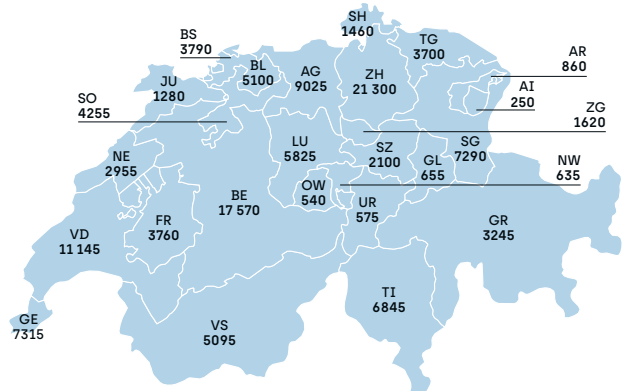 SH
1460
BS
3790
TG
3700
AR
860
BL
5100
AG
9025
ZH
21 300
JU
1280
AI
250
SO
4255
ZG
1620
LU
5825
SZ
2100
GL
655
SG
7290
NE
2955
NW
635
OW
540
BE
17 570
UR
575
FR
3760
GR
3245
VD
11 145
TI
6845
GE
7315
VS
5095